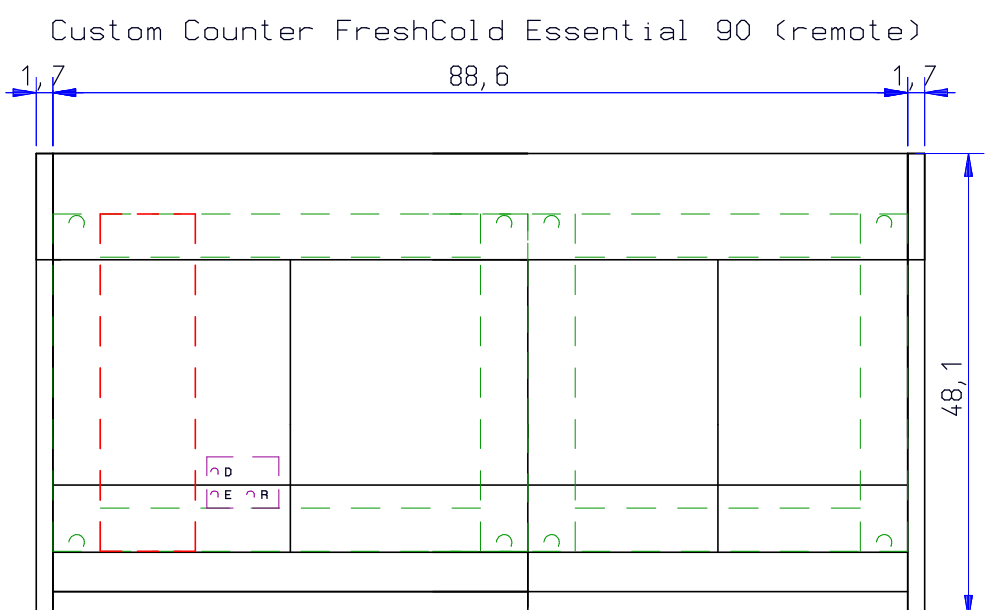 Custom Counter FreshCold Essential 90 (remote)
1,7 88,6 1,7
48,1
D
E R